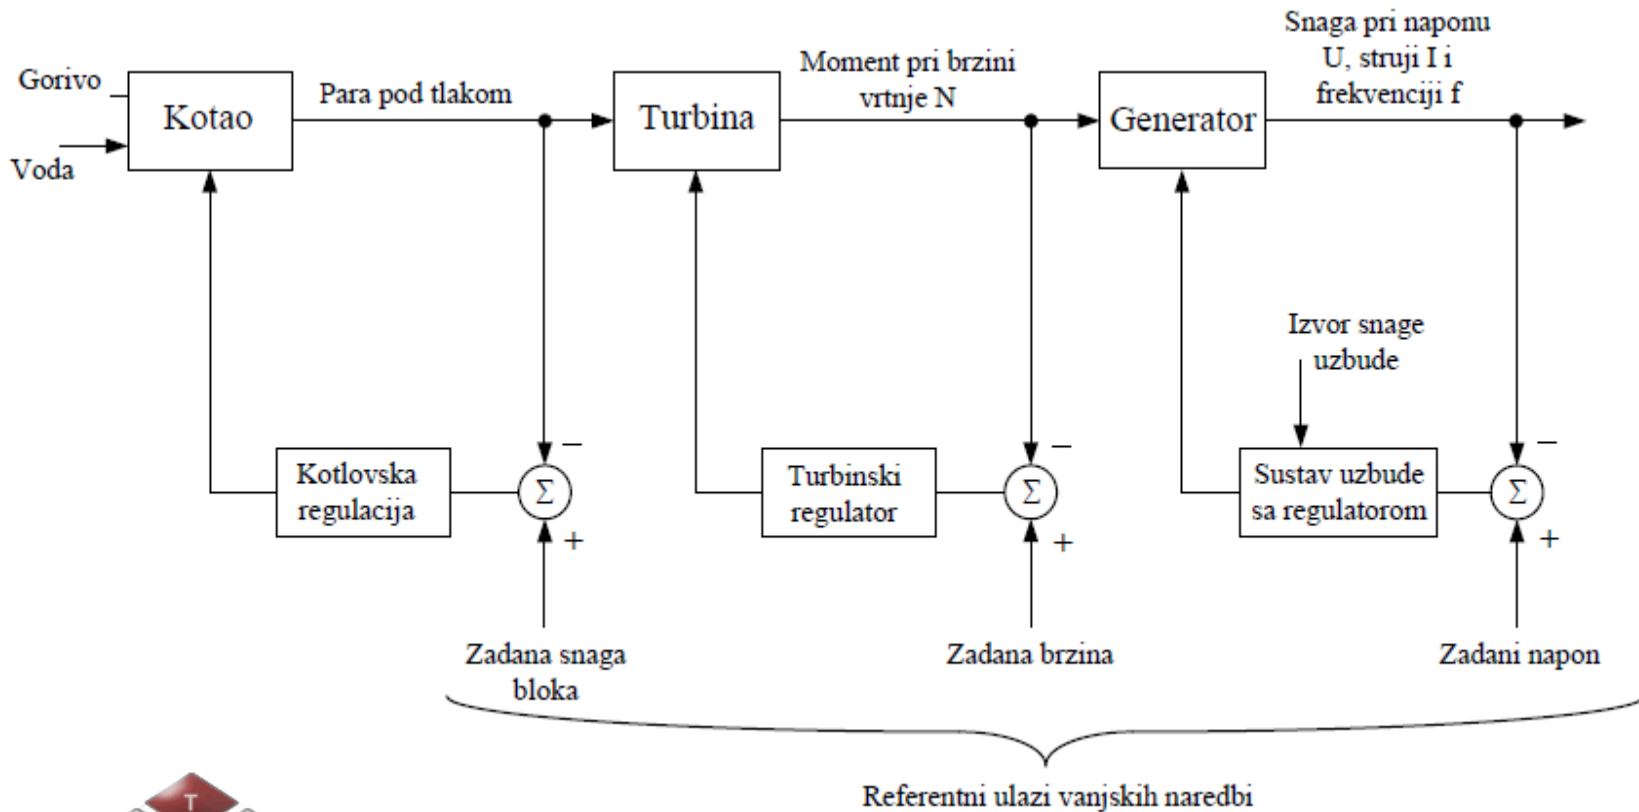 Gorivo
Voda
Kotao
Para pod tlakom
Turbina
Moment pri brzini
vrtnje N
Generator
Snaga pri naponu
U, struji I i
frekvenciji f
Izvor snage
uzbude
Kotlovska
regulacija
Σ
−
+
Turbinski
regulator
Σ
−
+
Sustav uzbude
sa regulatorom
Σ
−
+
Zadana snaga
bloka
Zadana brzina
Zadani napon
Referentni ulazi vanjskih naredbi
T